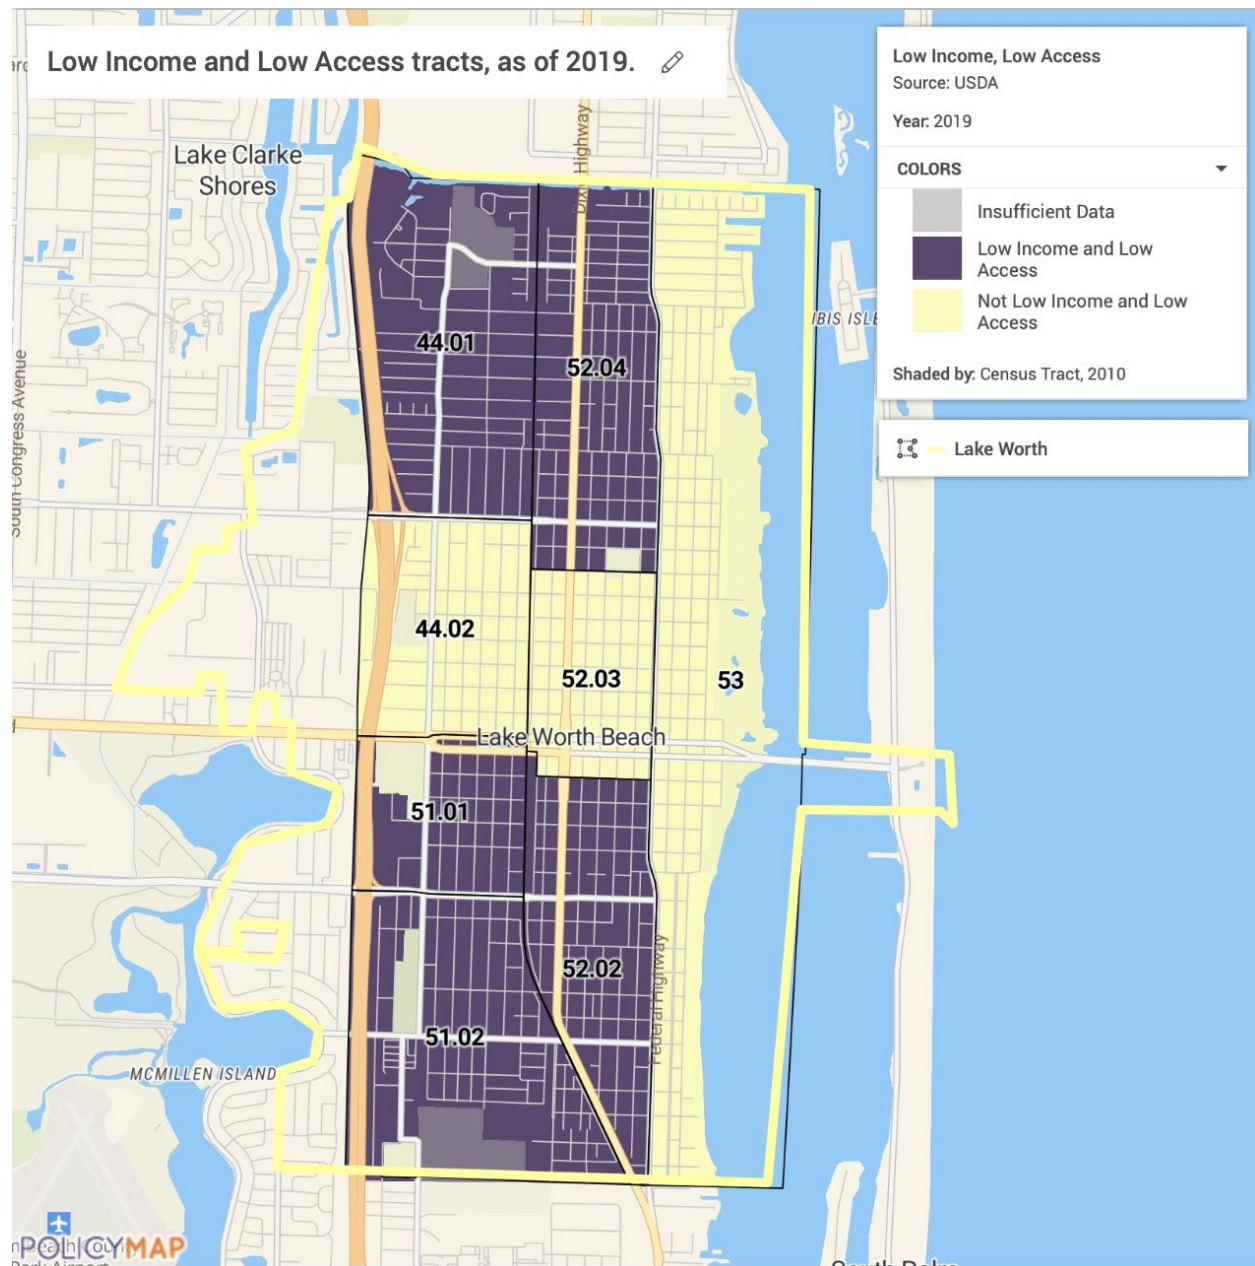 Low Income and Low Access tracts, as of 2019.
Low Income, Low Access
Source: USDA
Year: 2019
COLORS
Insufficient Data
Low Income and Low
Access
Not Low Income and Low
Access
Shaded by: Census Tract, 2010
Lake Worth
Lake Clarke
Shores
Highway
IBIS ISLE
44.01
52.04
South Congress Avenue
44.02
52.03
53
Lake Worth Beach
51.01
52.02
Federal Highway
51.02
MCMILLEN ISLAND
POLICYMAP